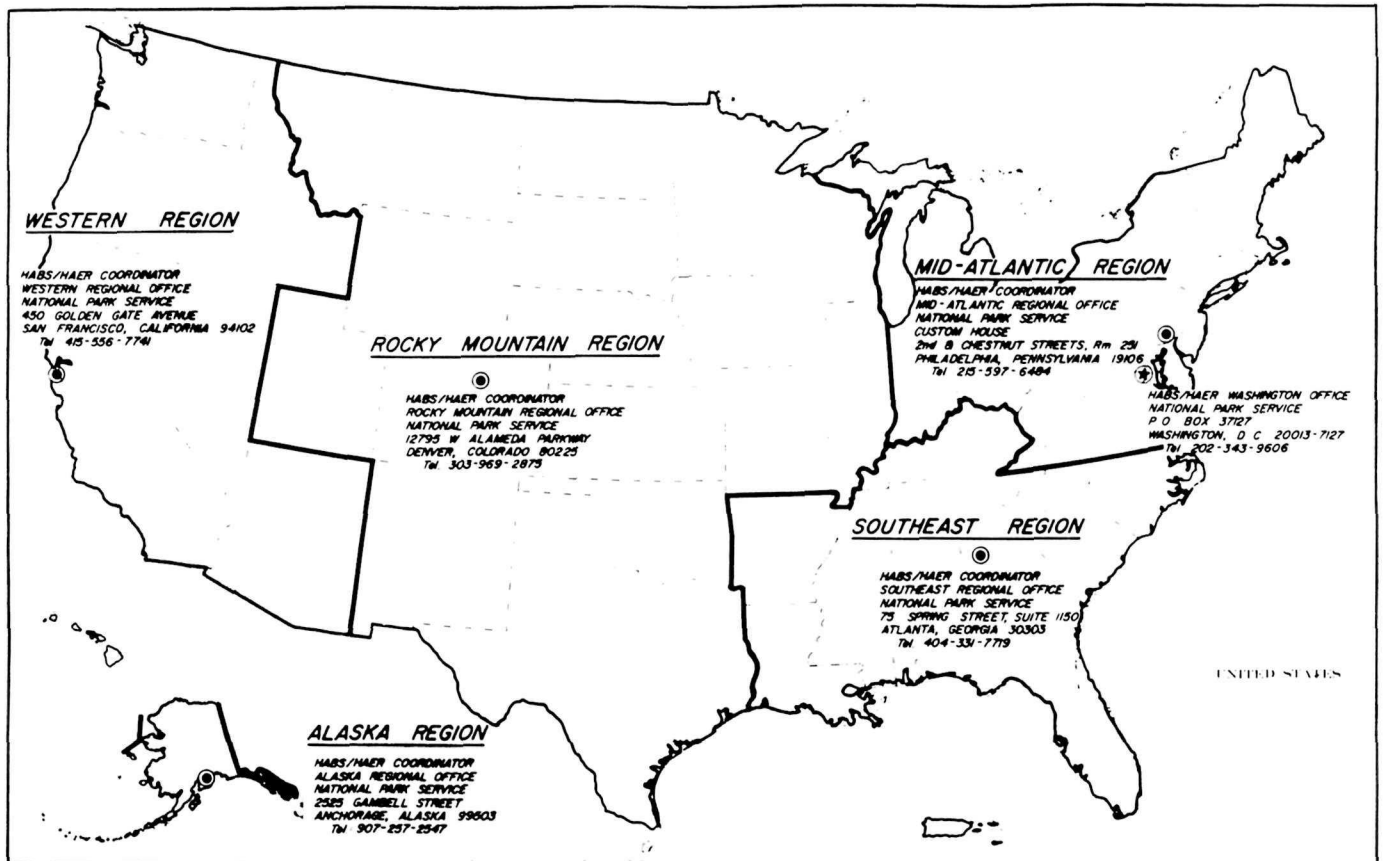 WESTERN REGION
HABS/HAER COORDINATOR
WESTERN REGIONAL OFFICE
NATIONAL PARK SERVICE
450 GOLDEN GATE AVENUE
SAN FRANCISCO, CALIFORNIA 94102
Tel 415-556-7741
ROCKY MOUNTAIN REGION
HABS/HAER COORDINATOR
ROCKY MOUNTAIN REGIONAL OFFICE
NATIONAL PARK SERVICE
12795 W ALAMEDA PARKWAY
DENVER, COLORADO 80225
Tel 303-969-2875
MID-ATLANTIC REGION
HABS/HAER COORDINATOR
MID-ATLANTIC REGIONAL OFFICE
NATIONAL PARK SERVICE
CUSTOM HOUSE
2nd & CHESTNUT STREETS, Rm 251
PHILADELPHIA, PENNSYLVANIA 19106
Tel 215-597-6484
HABS/HAER WASHINGTON OFFICE
NATIONAL PARK SERVICE
P O BOX 37127
WASHINGTON, D C 20013-7127
Tel 202-343-9606
SOUTHEAST REGION
HABS/HAER COORDINATOR
SOUTHEAST REGIONAL OFFICE
NATIONAL PARK SERVICE
75 SPRING STREET, SUITE 1150
ATLANTA, GEORGIA 30303
Tel 404-331-7719
UNITED STATES
ALASKA REGION
HABS/HAER COORDINATOR
ALASKA REGIONAL OFFICE
NATIONAL PARK SERVICE
2525 GAMBELL STREET
ANCHORAGE, ALASKA 99503
Tel 907-257-2547